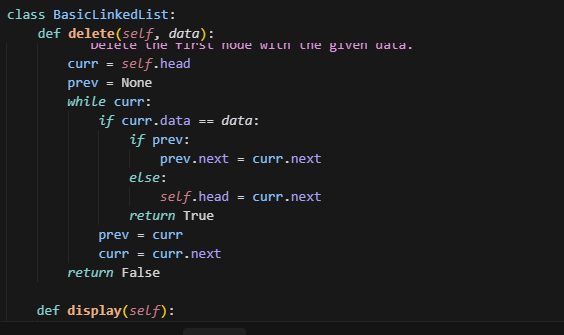 class BasicLinkedList:
    def delete(self, data):
        Delete the first node with the given data.
        curr = self.head
        prev = None
        while curr:
            if curr.data == data:
                if prev:
                    prev.next = curr.next
                else:
                    self.head = curr.next
                return True
            prev = curr
            curr = curr.next
        return False
    def display(self):